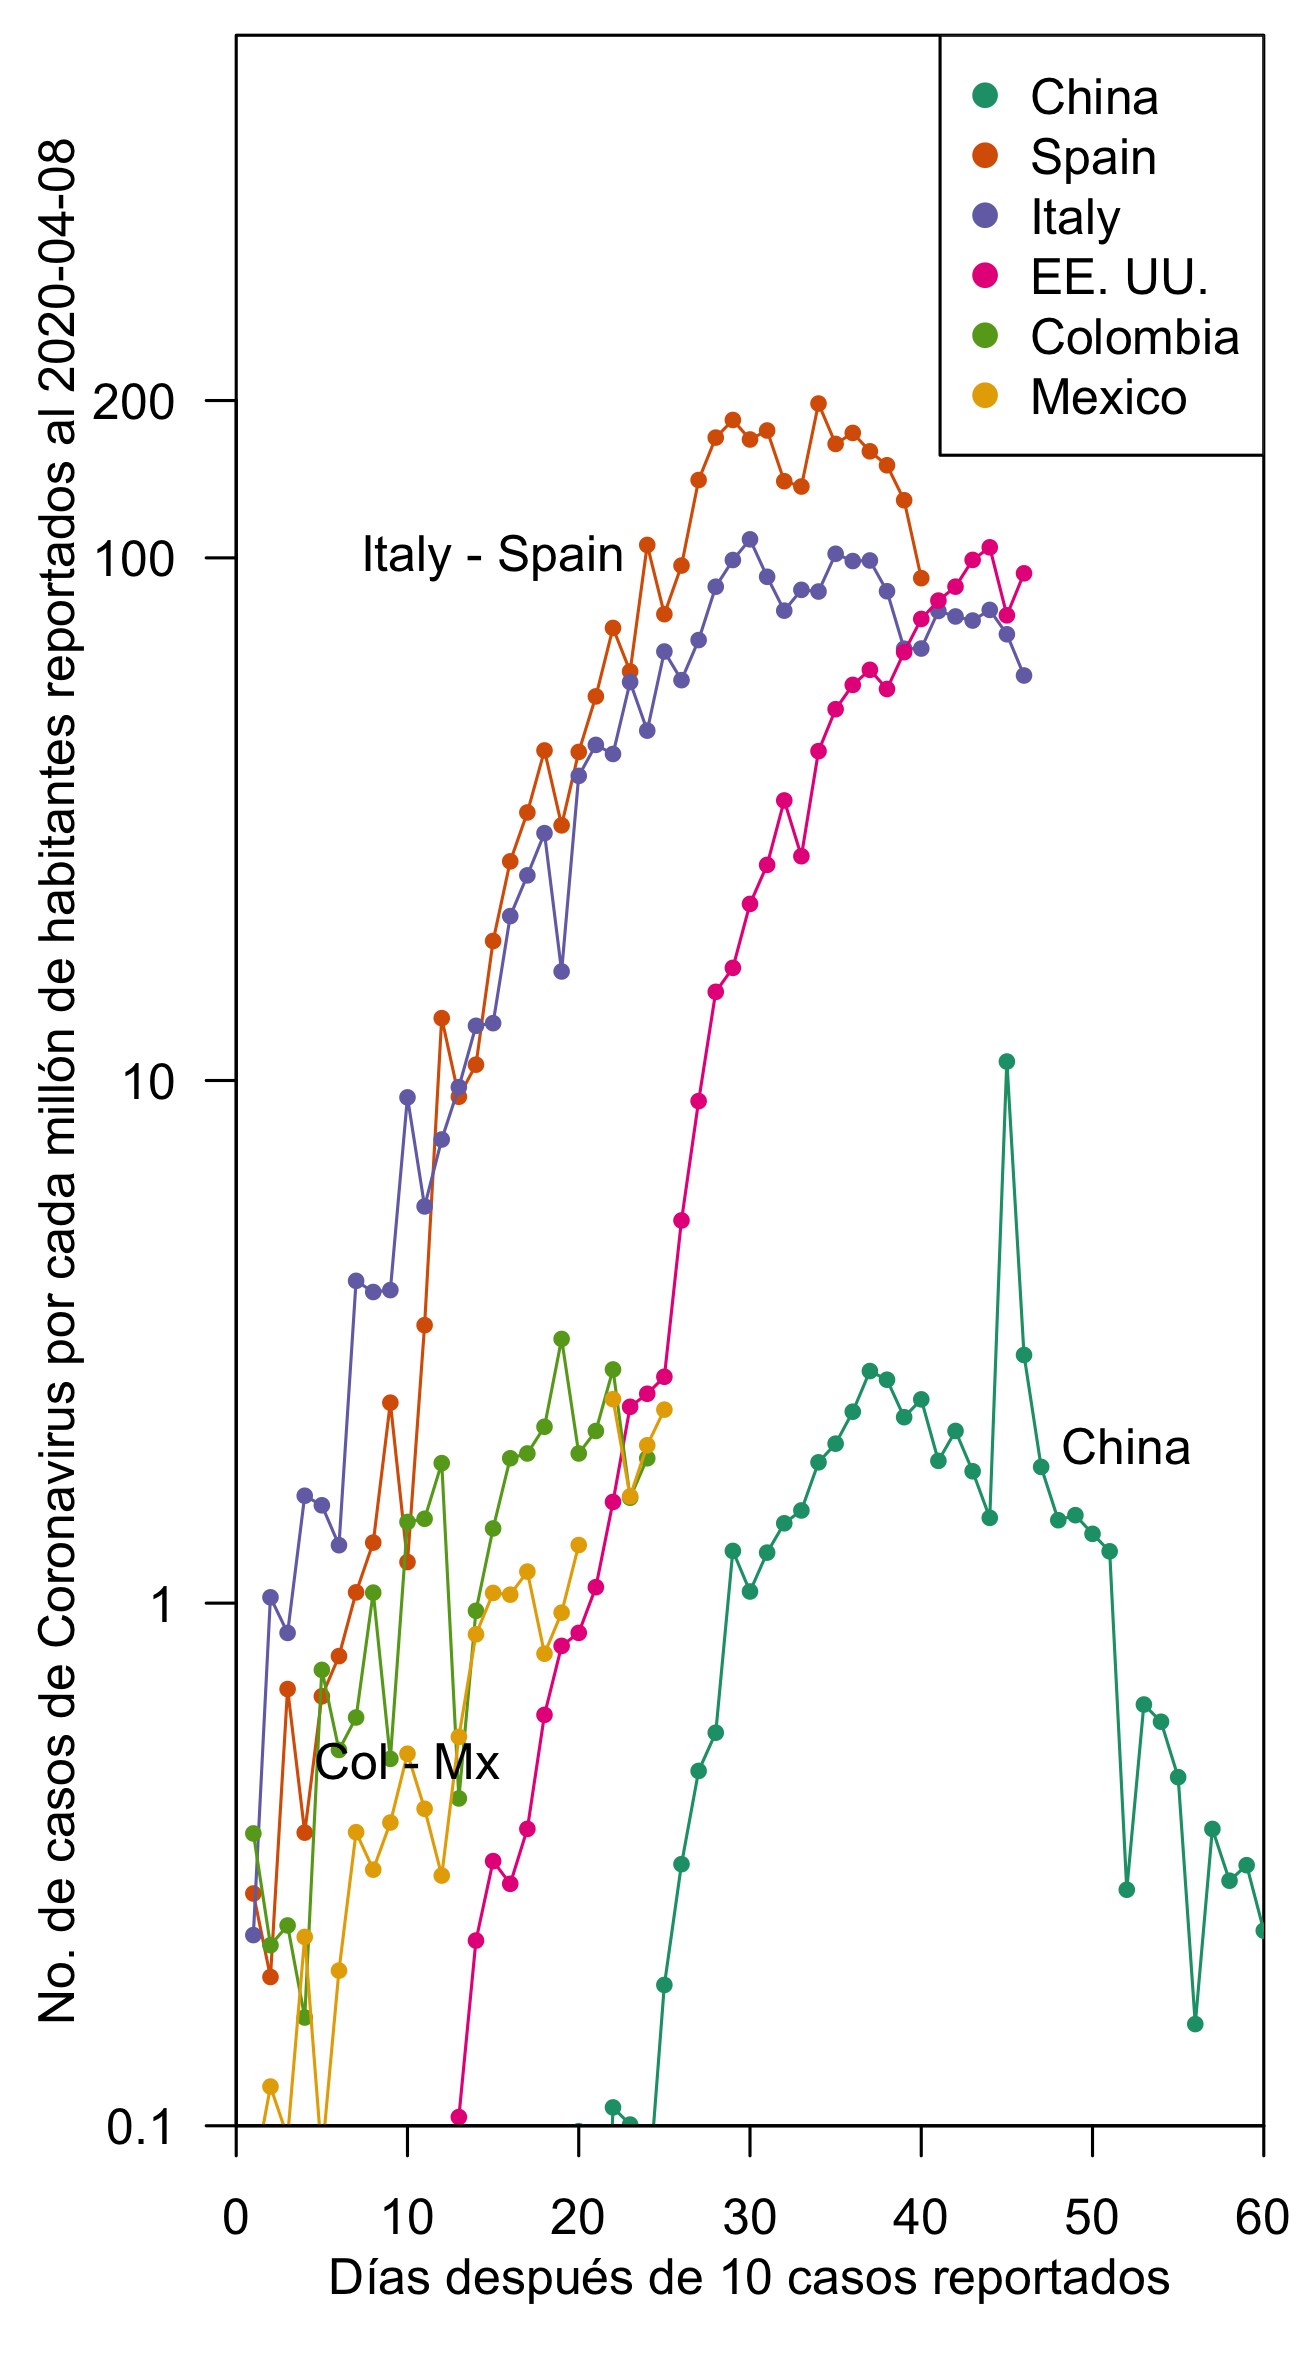 No. de casos de Coronavirus por cada millón de habitantes reportados al 2020-04-08
China
Spain
Italy
EE. UU.
Colombia
Mexico
200
100
10
1
0.1
Italy - Spain
China
Col - Mx
0 10 20 30 40 50 60
Días después de 10 casos reportados